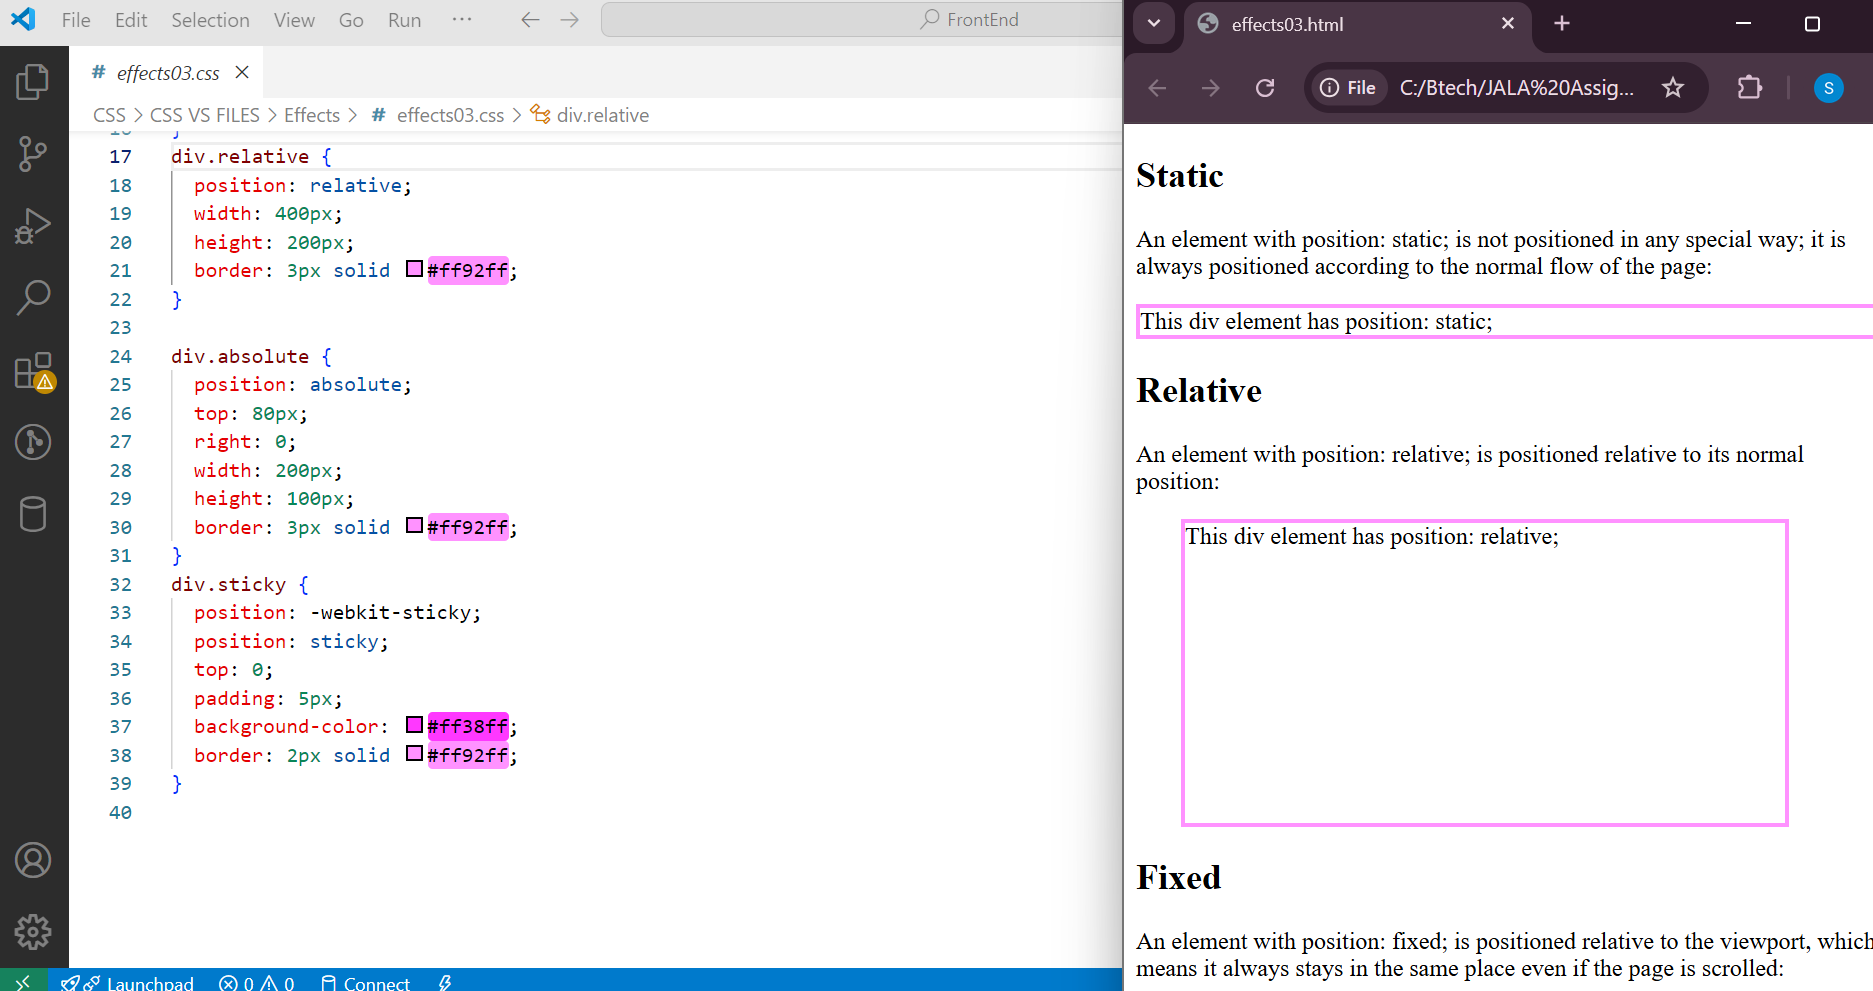 File Edit Selection View Go Run ··· ← → FrontEnd
# effects03.css ×
CSS > CSS VS FILES > Effects > # effects03.css > div.relative
16 }
17 div.relative {
18 position: relative;
19 width: 400px;
20 height: 200px;
21 border: 3px solid #ff92ff;
22 }
23
24 div.absolute {
25 position: absolute;
26 top: 80px;
27 right: 0;
28 width: 200px;
29 height: 100px;
30 border: 3px solid #ff92ff;
31 }
32 div.sticky {
33 position: -webkit-sticky;
34 position: sticky;
35 top: 0;
36 padding: 5px;
37 background-color: #ff38ff;
38 border: 2px solid #ff92ff;
39 }
40
Launchpad 0 0 Connect
effects03.html × +
File C:/Btech/JALA%20Assig... S
Static
An element with position: static; is not positioned in any special way; it is
always positioned according to the normal flow of the page:
This div element has position: static;
Relative
An element with position: relative; is positioned relative to its normal
position:
This div element has position: relative;
Fixed
An element with position: fixed; is positioned relative to the viewport, which
means it always stays in the same place even if the page is scrolled: